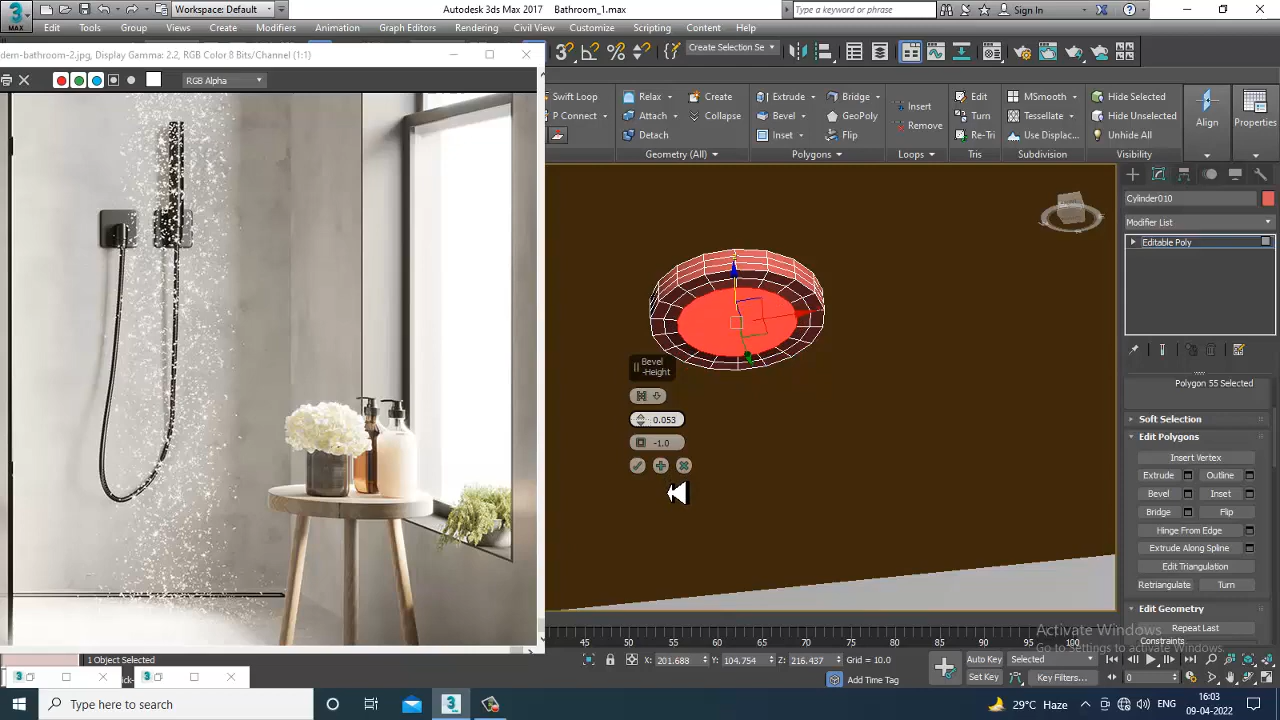 Workspace: Default
Autodesk 3ds Max 2017
Bathroom_1.max
Type a keyword or phrase
Sign In
MAX
Edit
Tools
Group
Views
Create
Modifiers
Animation
Graph Editors
Rendering
Civil View
Customize
Scripting
Content
Help
dern-bathroom-2.jpg, Display Gamma: 2.2, RGB Color 8 Bits/Channel (1:1)
Create Selection Se
RGB Alpha
Swift Loop
Relax
Create
Extrude
Bridge
Edit
MSmooth
Hide Selected
P Connect
Attach
Collapse
Bevel
GeoPoly
Insert
Turn
Tessellate
Hide Unselected
Align
Properties
Detach
Inset
Flip
Remove
Re-Tri
Use Displac...
Unhide All
Geometry (All)
Polygons
Loops
Tris
Subdivision
Visibility
Cylinder010
Modifier List
Editable Poly
Bevel
-Height
0.053
-1.0
Polygon 55 Selected
Soft Selection
Edit Polygons
Insert Vertex
Extrude
Outline
Bevel
Inset
Bridge
Flip
Hinge From Edge
Extrude Along Spline
Edit Triangulation
Retriangulate
Turn
Edit Geometry
Repeat Last
Constraints
45 50 55 60 65 70 75 80 85 90 95 100
Activate Windows
Go to Settings to activate Windows.
1 Object Selected
X: 201.688
Y: 104.754
Z: 216.437
Grid = 10.0
Auto Key
Selected
Add Time Tag
Set Key
Key Filters...
0
Type here to search
29°C Haze
ENG
16:03
09-04-2022